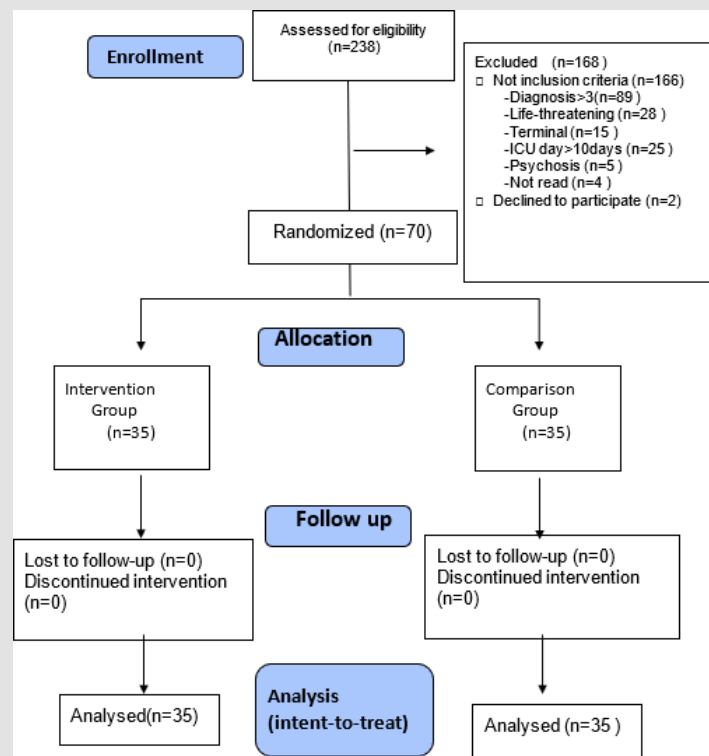 Assessed for eligibility
(n=238)
Enrollment
Excluded (n=168 )
□ Not inclusion criteria (n=166)
-Diagnosis>3(n=89 )
-Life-threatening (n=28 )
-Terminal (n=15 )
-ICU day>10days (n=25 )
-Psychosis (n=5 )
-Not read (n=4 )
□ Declined to participate (n=2)
Randomized (n=70)
Allocation
Intervention
Group
(n=35)
Comparison
Group
(n=35)
Follow up
Lost to follow-up (n=0)
Discontinued intervention
(n=0)
Lost to follow-up (n=0)
Discontinued intervention
(n=0)
Analysis
(intent-to-treat)
Analysed(n=35)
Analysed (n=35 )